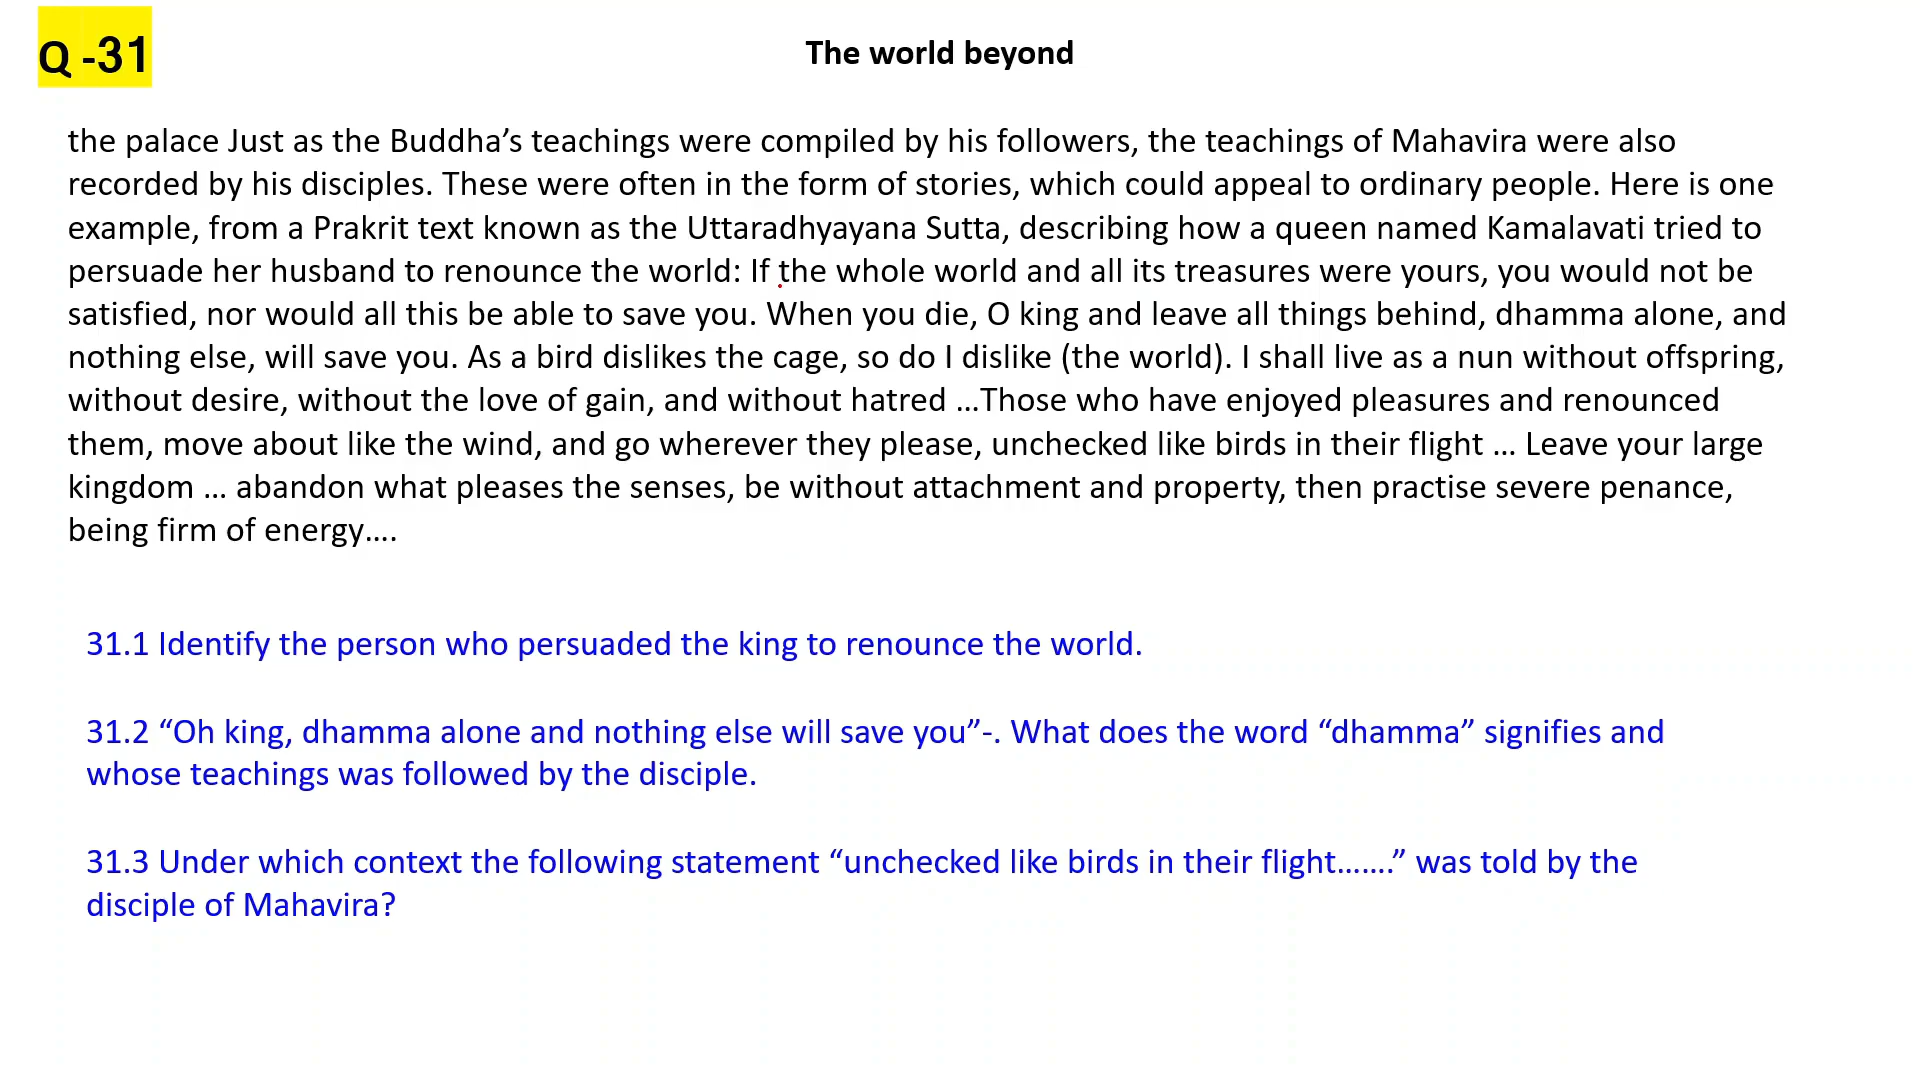 Q -31
The world beyond
the palace Just as the Buddha’s teachings were compiled by his followers, the teachings of Mahavira were also
recorded by his disciples. These were often in the form of stories, which could appeal to ordinary people. Here is one
example, from a Prakrit text known as the Uttaradhyayana Sutta, describing how a queen named Kamalavati tried to
persuade her husband to renounce the world: If the whole world and all its treasures were yours, you would not be
satisfied, nor would all this be able to save you. When you die, O king and leave all things behind, dhamma alone, and
nothing else, will save you. As a bird dislikes the cage, so do I dislike (the world). I shall live as a nun without offspring,
without desire, without the love of gain, and without hatred …Those who have enjoyed pleasures and renounced
them, move about like the wind, and go wherever they please, unchecked like birds in their flight … Leave your large
kingdom … abandon what pleases the senses, be without attachment and property, then practise severe penance,
being firm of energy….
31.1 Identify the person who persuaded the king to renounce the world.
31.2 “Oh king, dhamma alone and nothing else will save you”-. What does the word “dhamma” signifies and
whose teachings was followed by the disciple.
31.3 Under which context the following statement “unchecked like birds in their flight…….” was told by the
disciple of Mahavira?